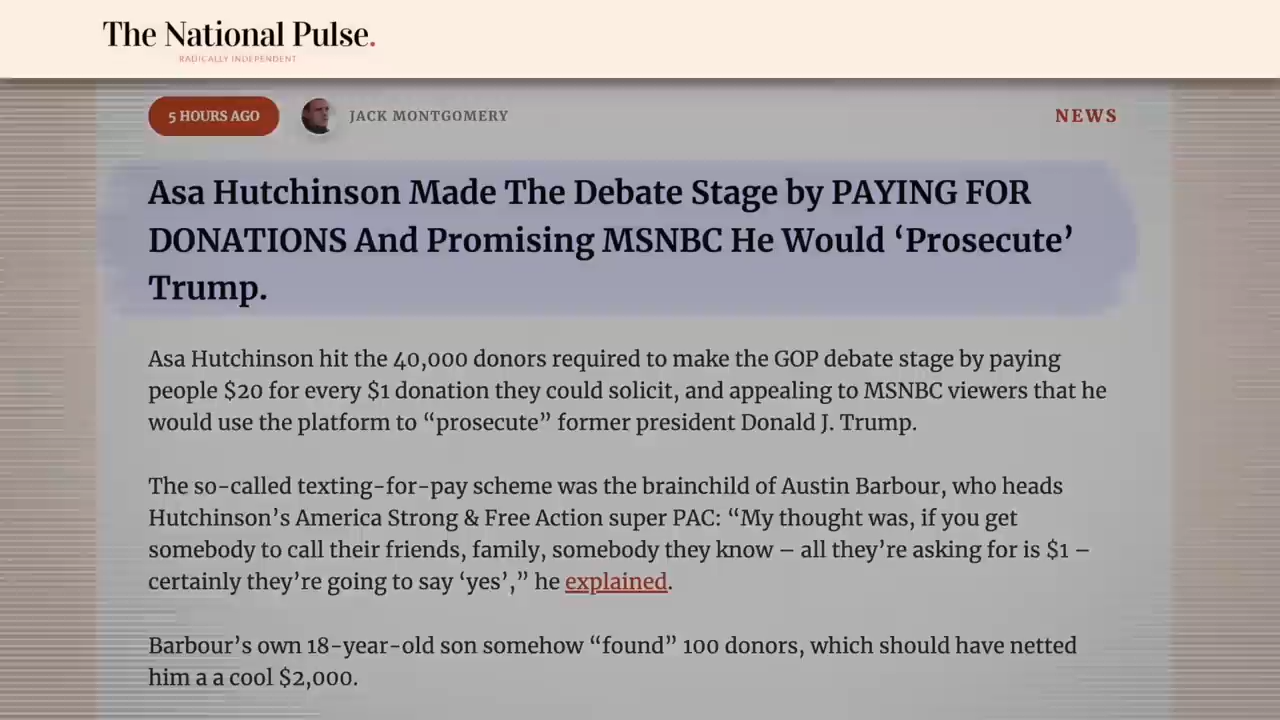 The National Pulse.
RADICALLY INDEPENDENT
5 HOURS AGO
JACK MONTGOMERY
NEWS
Asa Hutchinson Made The Debate Stage by PAYING FOR
DONATIONS And Promising MSNBC He Would ‘Prosecute’
Trump.
Asa Hutchinson hit the 40,000 donors required to make the GOP debate stage by paying
people $20 for every $1 donation they could solicit, and appealing to MSNBC viewers that he
would use the platform to “prosecute” former president Donald J. Trump.
The so-called texting-for-pay scheme was the brainchild of Austin Barbour, who heads
Hutchinson’s America Strong & Free Action super PAC: “My thought was, if you get
somebody to call their friends, family, somebody they know – all they’re asking for is $1 –
certainly they’re going to say ‘yes’,” he explained.
Barbour’s own 18-year-old son somehow “found” 100 donors, which should have netted
him a a cool $2,000.